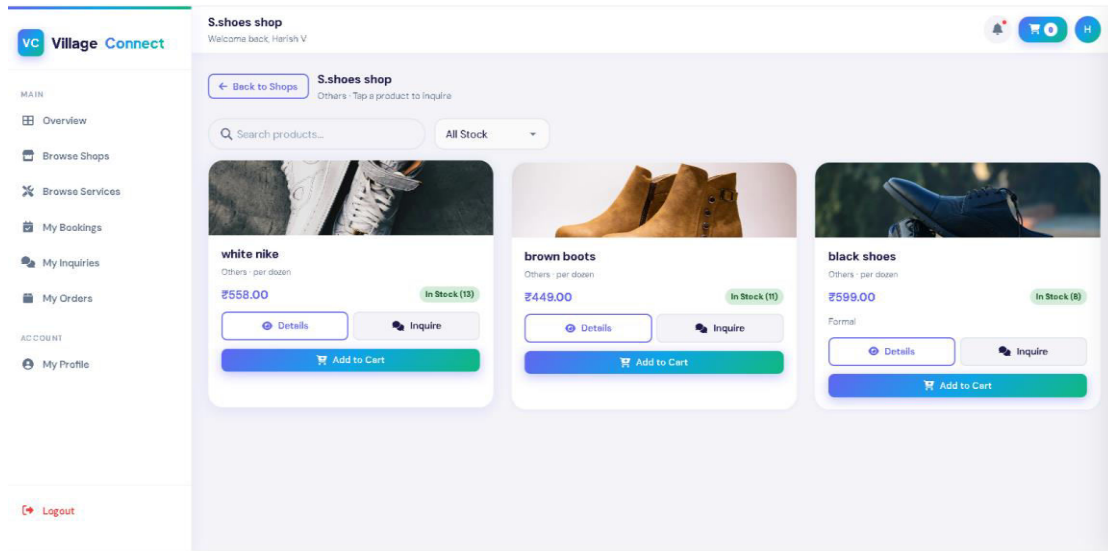 VC Village Connect
MAIN
Overview
Browse Shops
Browse Services
My Bookings
My Inquiries
My Orders
ACCOUNT
My Profile
Logout
S.shoes shop
Welcome back, Harish V
0
H
Back to Shops
S.shoes shop
Others · Tap a product to inquire
Search products...
All Stock
white nike
Others · per dozen
₹558.00
In Stock (13)
Details
Inquire
Add to Cart
brown boots
Others · per dozen
₹449.00
In Stock (11)
Details
Inquire
Add to Cart
black shoes
Others · per dozen
₹599.00
In Stock (8)
Formal
Details
Inquire
Add to Cart